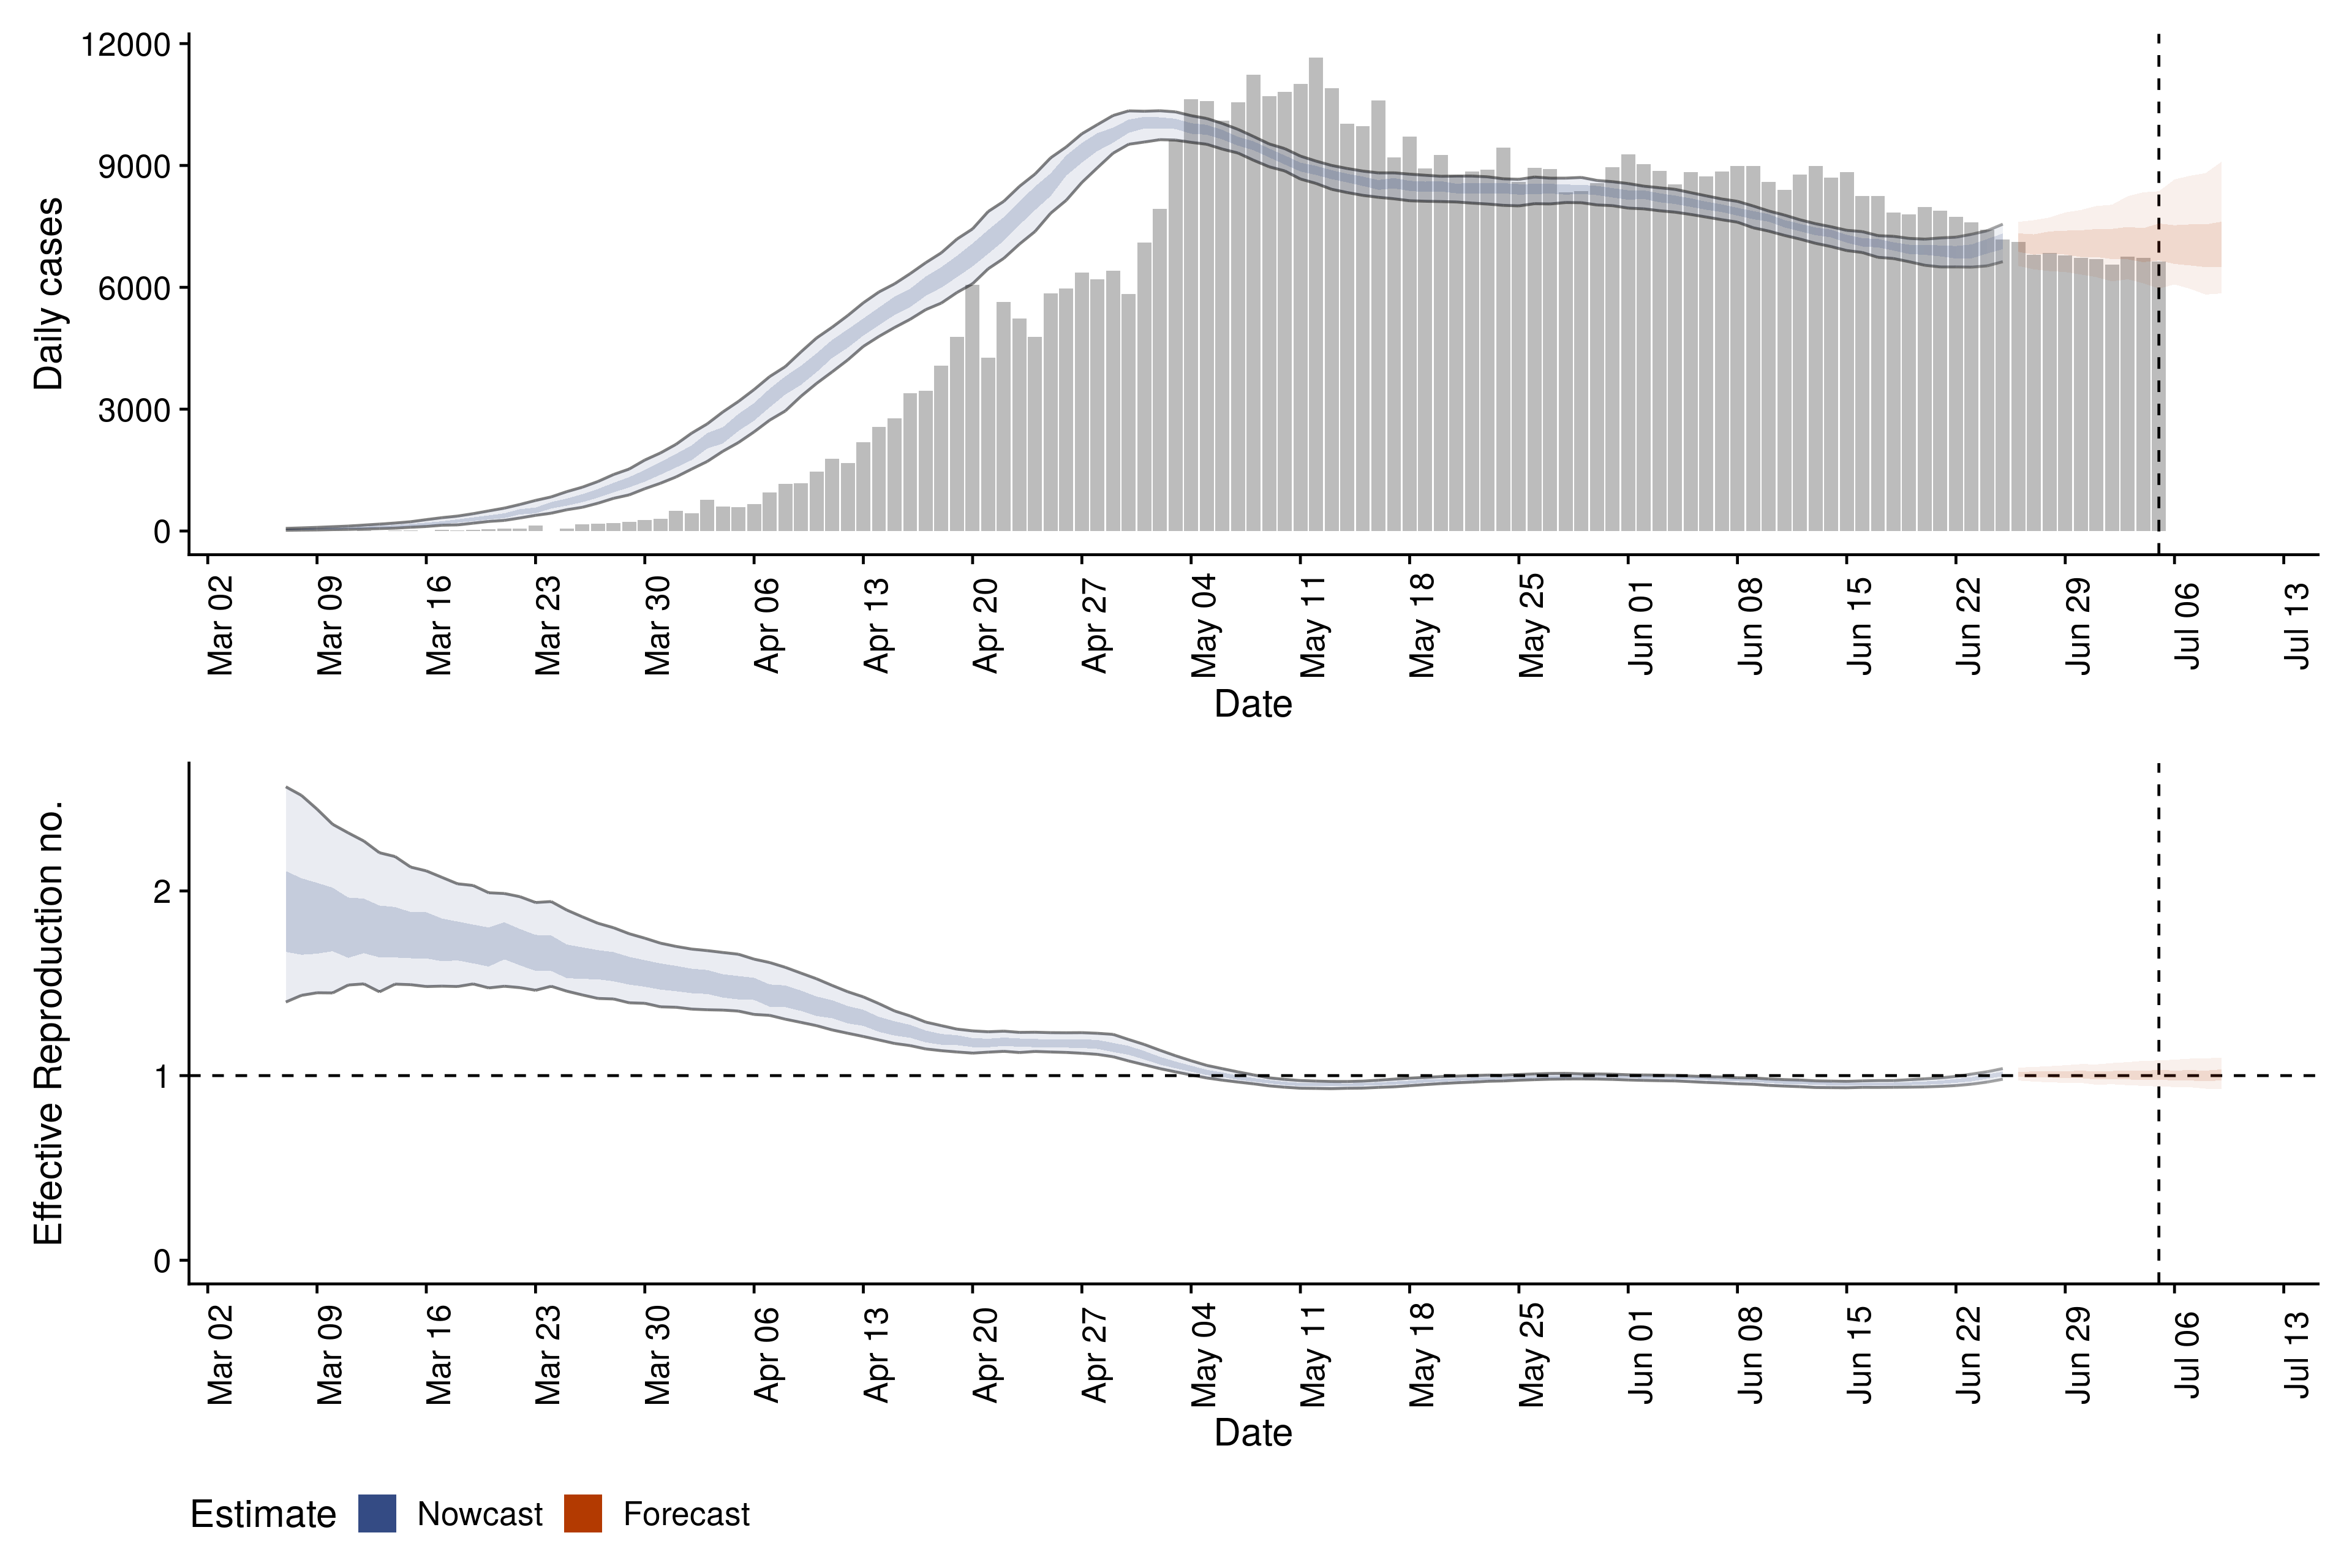 12000
9000
6000
3000
0
Daily cases
Mar 02 Mar 09 Mar 16 Mar 23 Mar 30 Apr 06 Apr 13 Apr 20 Apr 27 May 04 May 11 May 18 May 25 Jun 01 Jun 08 Jun 15 Jun 22 Jun 29 Jul 06 Jul 13
Date
2
1
0
Effective Reproduction no.
Mar 02 Mar 09 Mar 16 Mar 23 Mar 30 Apr 06 Apr 13 Apr 20 Apr 27 May 04 May 11 May 18 May 25 Jun 01 Jun 08 Jun 15 Jun 22 Jun 29 Jul 06 Jul 13
Date
Estimate Nowcast Forecast